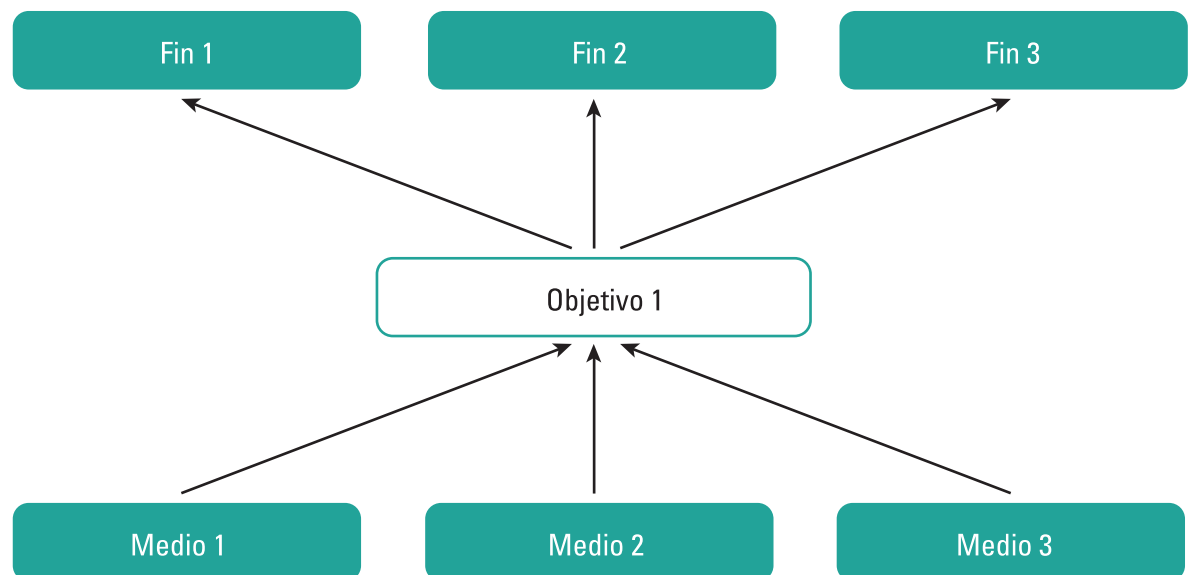 Fin 1
Fin 2
Fin 3
Objetivo 1
Medio 1
Medio 2
Medio 3